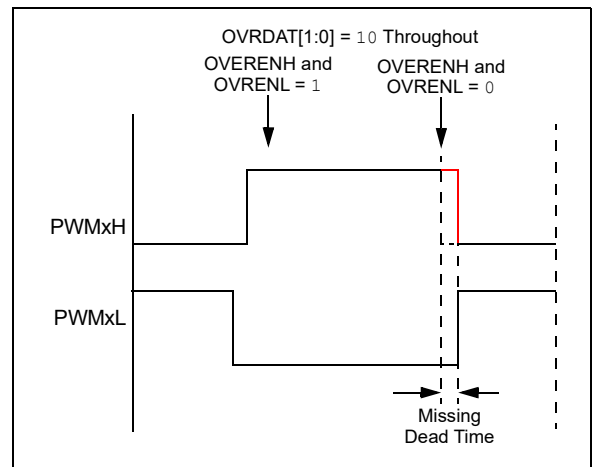 OVRDAT[1:0] = 10 Throughout
OVERENH and
OVRENL = 1
OVERENH and
OVRENL = 0
PWMxH
PWMxL
Missing
Dead Time